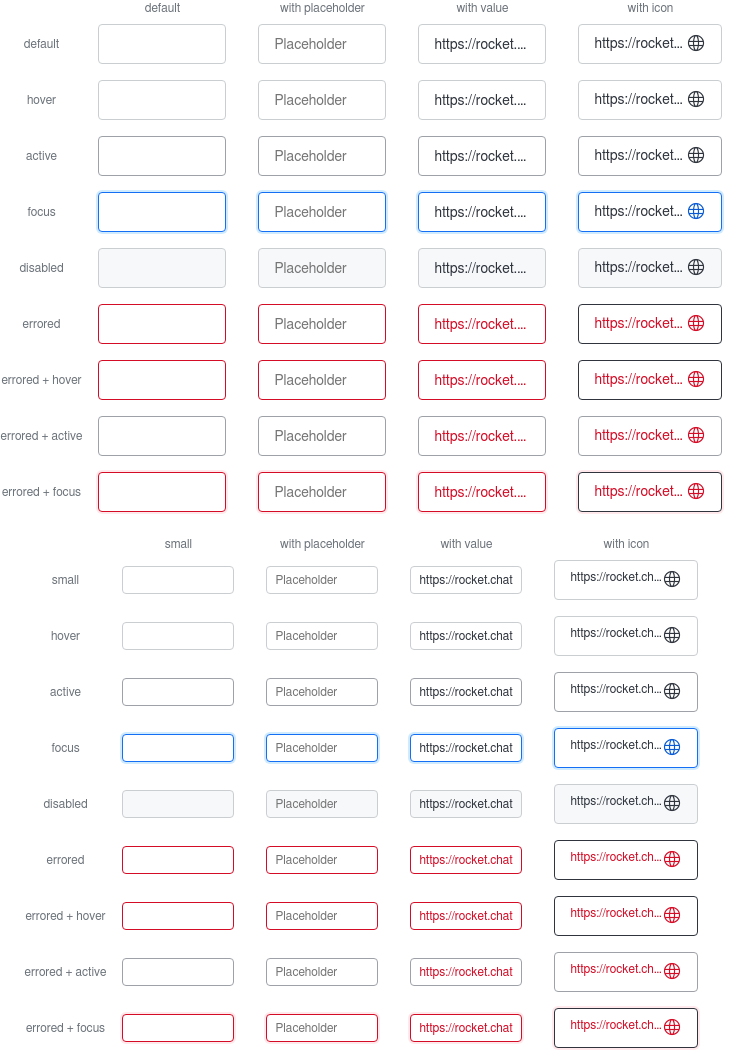 default with placeholder with value with icon
default Placeholder https://rocket.... https://rocket...
hover Placeholder https://rocket.... https://rocket...
active Placeholder https://rocket.... https://rocket...
focus Placeholder https://rocket.... https://rocket...
disabled Placeholder https://rocket.... https://rocket...
errored Placeholder https://rocket.... https://rocket...
errored + hover Placeholder https://rocket.... https://rocket...
errored + active Placeholder https://rocket.... https://rocket...
errored + focus Placeholder https://rocket.... https://rocket...
small with placeholder with value with icon
small Placeholder https://rocket.chat https://rocket.ch...
hover Placeholder https://rocket.chat https://rocket.ch...
active Placeholder https://rocket.chat https://rocket.ch...
focus Placeholder https://rocket.chat https://rocket.ch...
disabled Placeholder https://rocket.chat https://rocket.ch...
errored Placeholder https://rocket.chat https://rocket.ch...
errored + hover Placeholder https://rocket.chat https://rocket.ch...
errored + active Placeholder https://rocket.chat https://rocket.ch...
errored + focus Placeholder https://rocket.chat https://rocket.ch...